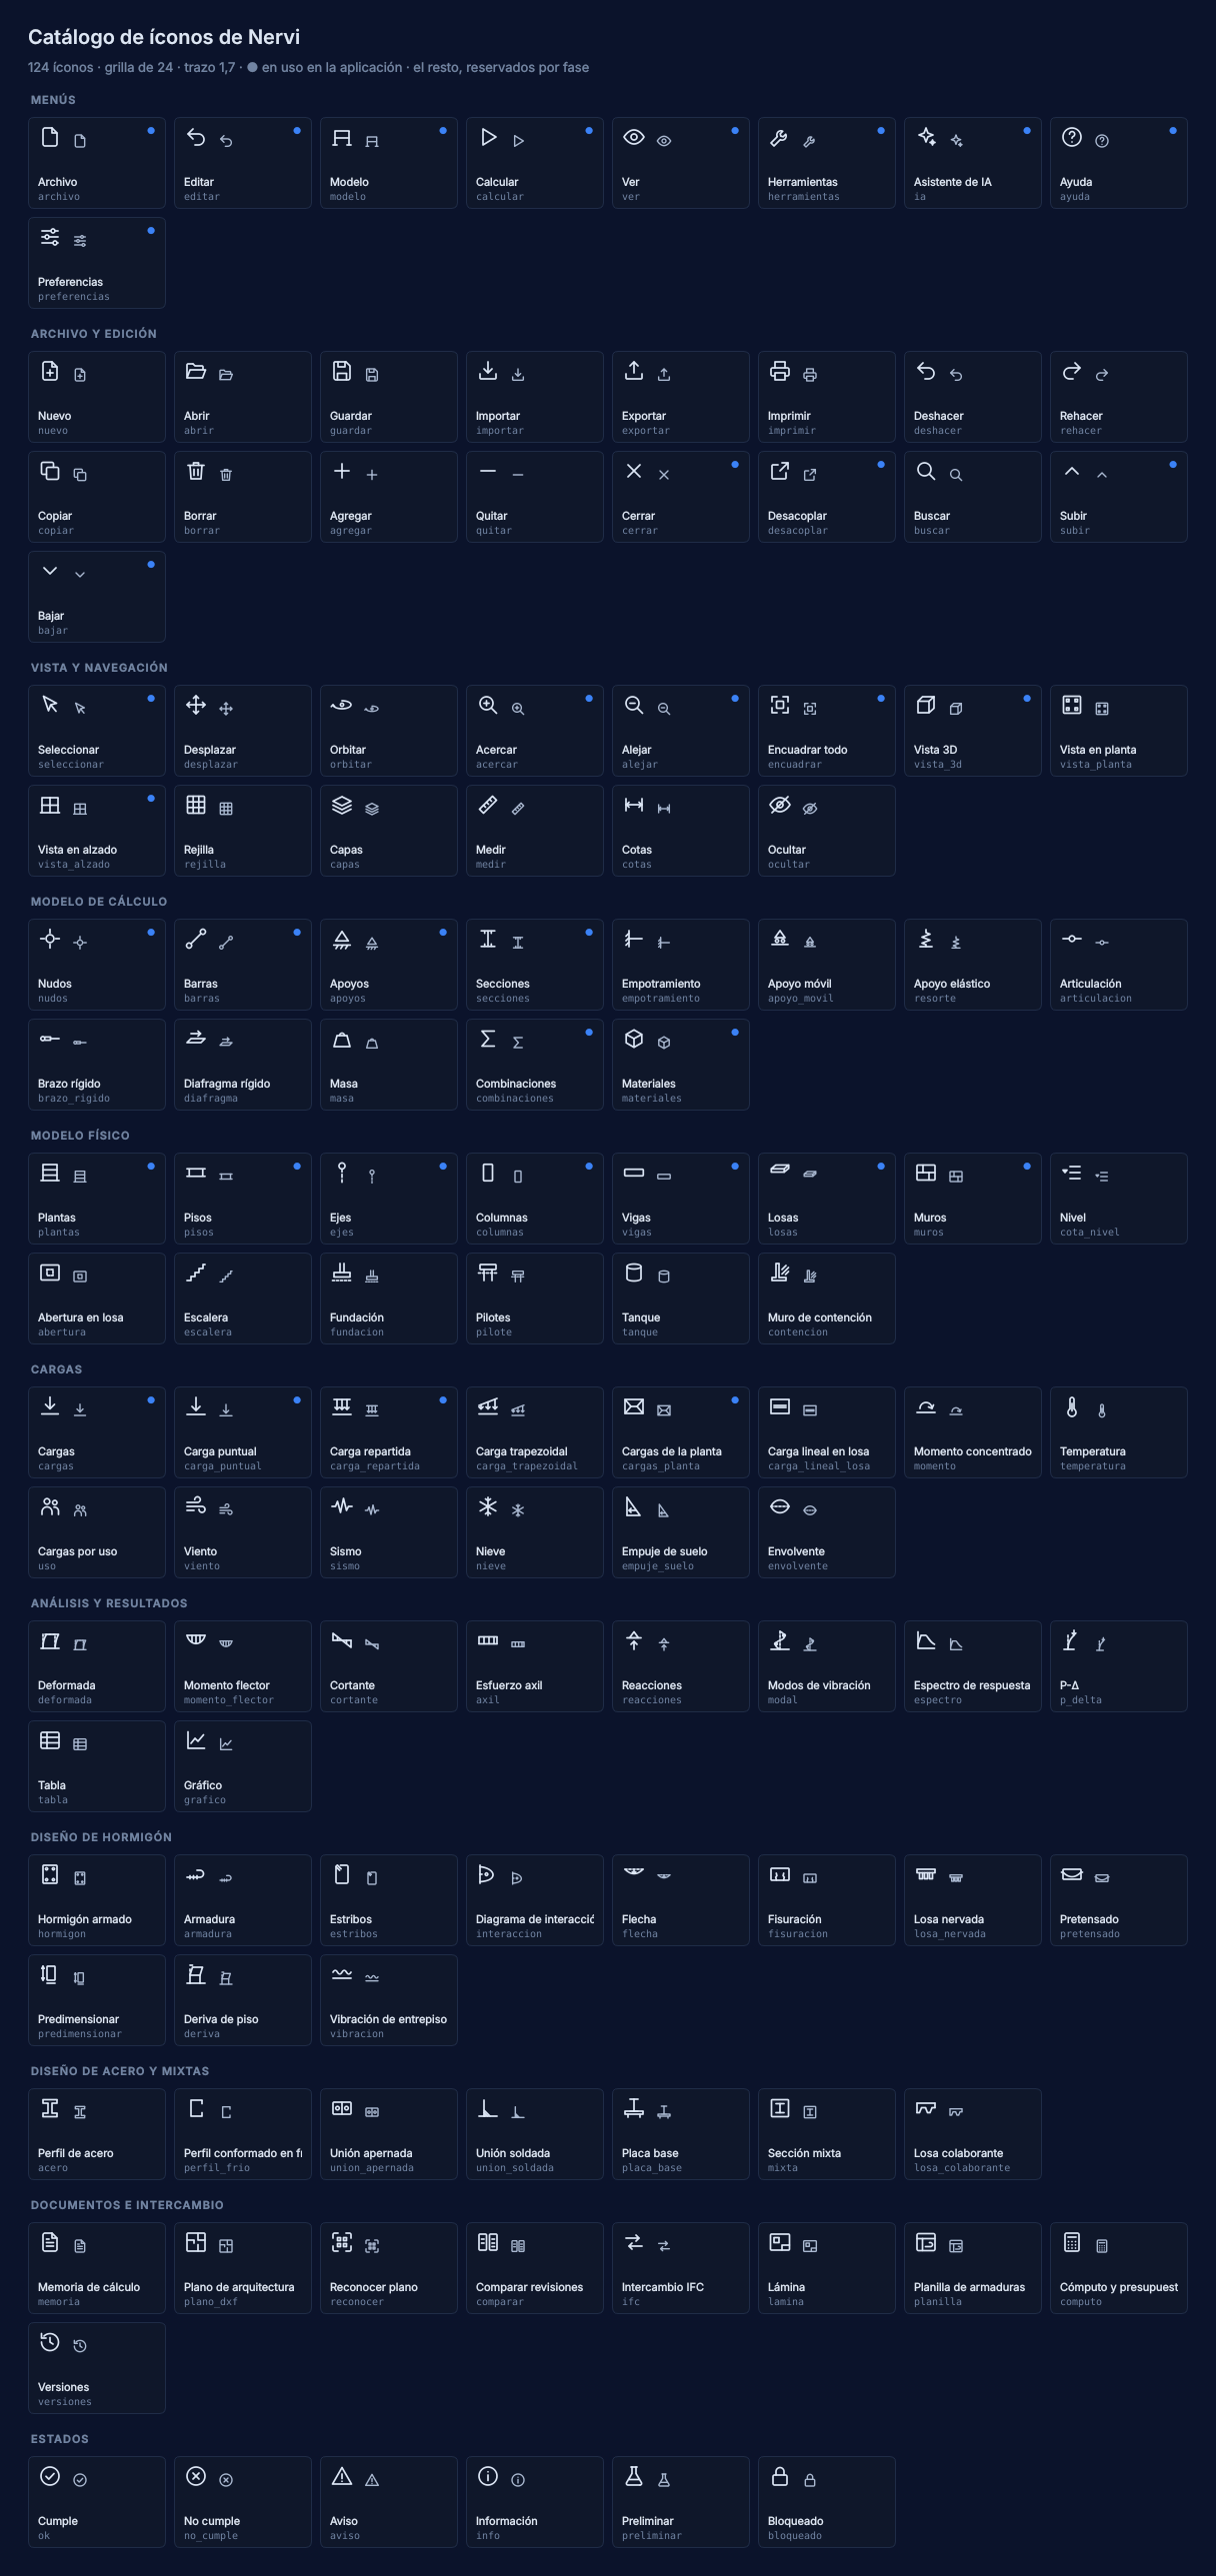 Catálogo de íconos de Nervi
124 íconos · grilla de 24 · trazo 1,7 · ● en uso en la aplicación · el resto, reservados por fase
MENÚS
Archivo Editar Modelo Calcular Ver Herramientas Asistente de IA Ayuda
archivo editar modelo calcular ver herramientas ia ayuda
Preferencias
preferencias
ARCHIVO Y EDICIÓN
Nuevo Abrir Guardar Importar Exportar Imprimir Deshacer Rehacer
nuevo abrir guardar importar exportar imprimir deshacer rehacer
Copiar Borrar Agregar Quitar Cerrar Desacoplar Buscar Subir
copiar borrar agregar quitar cerrar desacoplar buscar subir
Bajar
bajar
VISTA Y NAVEGACIÓN
Seleccionar Desplazar Orbitar Acercar Alejar Encuadrar todo Vista 3D Vista en planta
seleccionar desplazar orbitar acercar alejar encuadrar vista_3d vista_planta
Vista en alzado Rejilla Capas Medir Cotas Ocultar
vista_alzado rejilla capas medir cotas ocultar
MODELO DE CÁLCULO
Nudos Barras Apoyos Secciones Empotramiento Apoyo móvil Apoyo elástico Articulación
nudos barras apoyos secciones empotramiento apoyo_movil resorte articulacion
Brazo rígido Diafragma rígido Masa Combinaciones Materiales
brazo_rigido diafragma masa combinaciones materiales
MODELO FÍSICO
Plantas Pisos Ejes Columnas Vigas Losas Muros Nivel
plantas pisos ejes columnas vigas losas muros cota_nivel
Abertura en losa Escalera Fundación Pilotes Tanque Muro de contención
abertura escalera fundacion pilote tanque contencion
CARGAS
Cargas Carga puntual Carga repartida Carga trapezoidal Cargas de la planta Carga lineal en losa Momento concentrado Temperatura
cargas carga_puntual carga_repartida carga_trapezoidal cargas_planta carga_lineal_losa momento temperatura
Cargas por uso Viento Sismo Nieve Empuje de suelo Envolvente
uso viento sismo nieve empuje_suelo envolvente
ANÁLISIS Y RESULTADOS
Deformada Momento flector Cortante Esfuerzo axil Reacciones Modos de vibración Espectro de respuesta P-Δ
deformada momento_flector cortante axil reacciones modal espectro p_delta
Tabla Gráfico
tabla grafico
DISEÑO DE HORMIGÓN
Hormigón armado Armadura Estribos Diagrama de interacció Flecha Fisuración Losa nervada Pretensado
hormigon armadura estribos interaccion flecha fisuracion losa_nervada pretensado
Predimensionar Deriva de piso Vibración de entrepiso
predimensionar deriva vibracion
DISEÑO DE ACERO Y MIXTAS
Perfil de acero Perfil conformado en fr Unión apernada Unión soldada Placa base Sección mixta Losa colaborante
acero perfil_frio union_apernada union_soldada placa_base mixta losa_colaborante
DOCUMENTOS E INTERCAMBIO
Memoria de cálculo Plano de arquitectura Reconocer plano Comparar revisiones Intercambio IFC Lámina Planilla de armaduras Cómputo y presupuest
memoria plano_dxf reconocer comparar ifc lamina planilla computo
Versiones
versiones
ESTADOS
Cumple No cumple Aviso Información Preliminar Bloqueado
ok no_cumple aviso info preliminar bloqueado